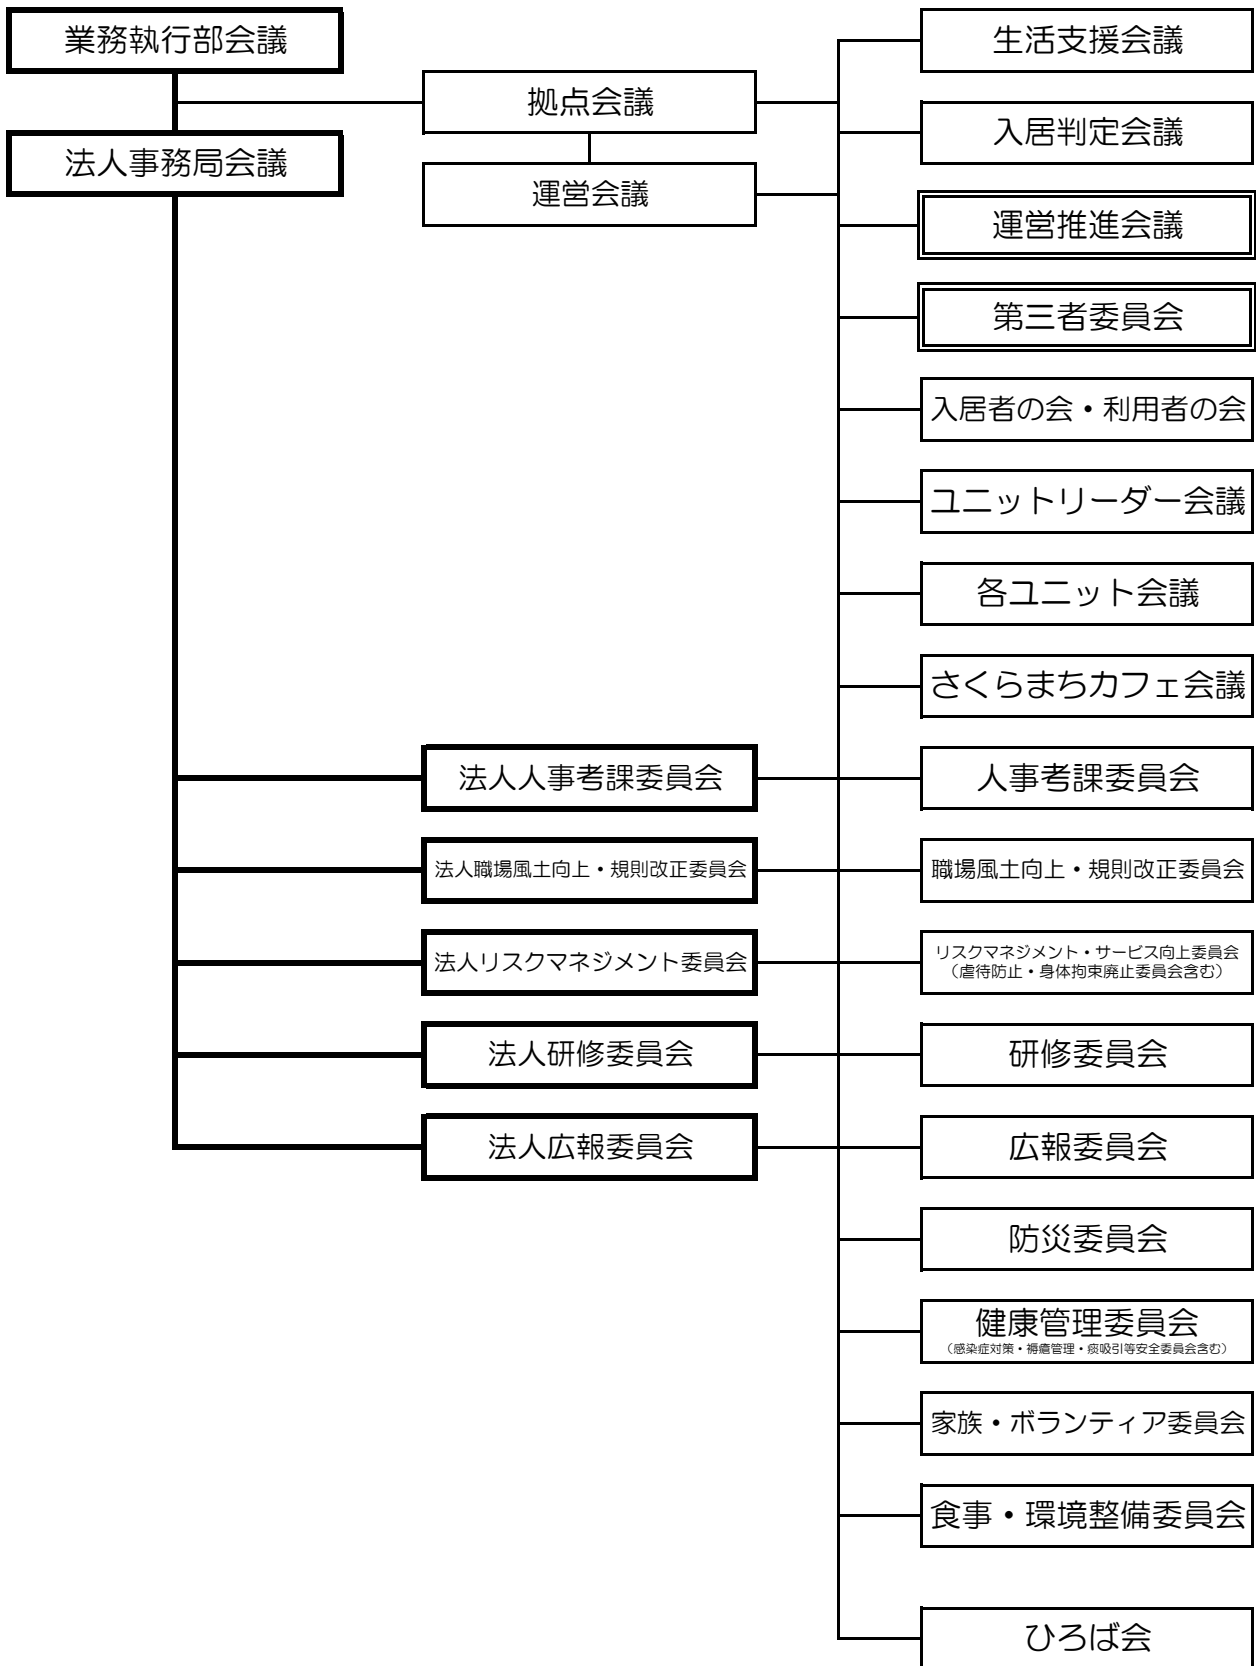 業務執行部会議
法人事務局会議
拠点会議
運営会議
生活支援会議
入居判定会議
運営推進会議
第三者委員会
入居者の会・利用者の会
ユニットリーダー会議
各ユニット会議
さくらまちカフェ会議
法人人事考課委員会
人事考課委員会
法人職場風土向上・規則改正委員会
職場風土向上・規則改正委員会
法人リスクマネジメント委員会
リスクマネジメント・サービス向上委員会
（虐待防止・身体拘束廃止委員会含む）
法人研修委員会
研修委員会
法人広報委員会
広報委員会
防災委員会
健康管理委員会
（感染症対策・褥瘡管理・痰吸引等安全委員会含む）
家族・ボランティア委員会
食事・環境整備委員会
ひろば会